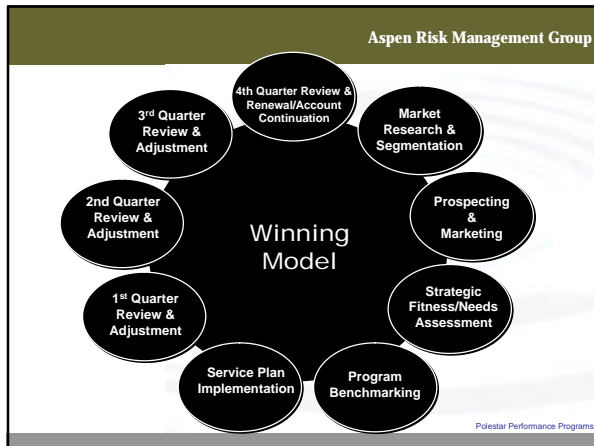 Aspen Risk Management Group
4th Quarter Review &
Renewal/Account
Continuation
Market
Research &
Segmentation
Prospecting
&
Marketing
Strategic
Fitness/Needs
Assessment
Program
Benchmarking
Service Plan
Implementation
1st Quarter
Review &
Adjustment
2nd Quarter
Review &
Adjustment
3rd Quarter
Review &
Adjustment
Winning
Model
Polestar Performance Programs